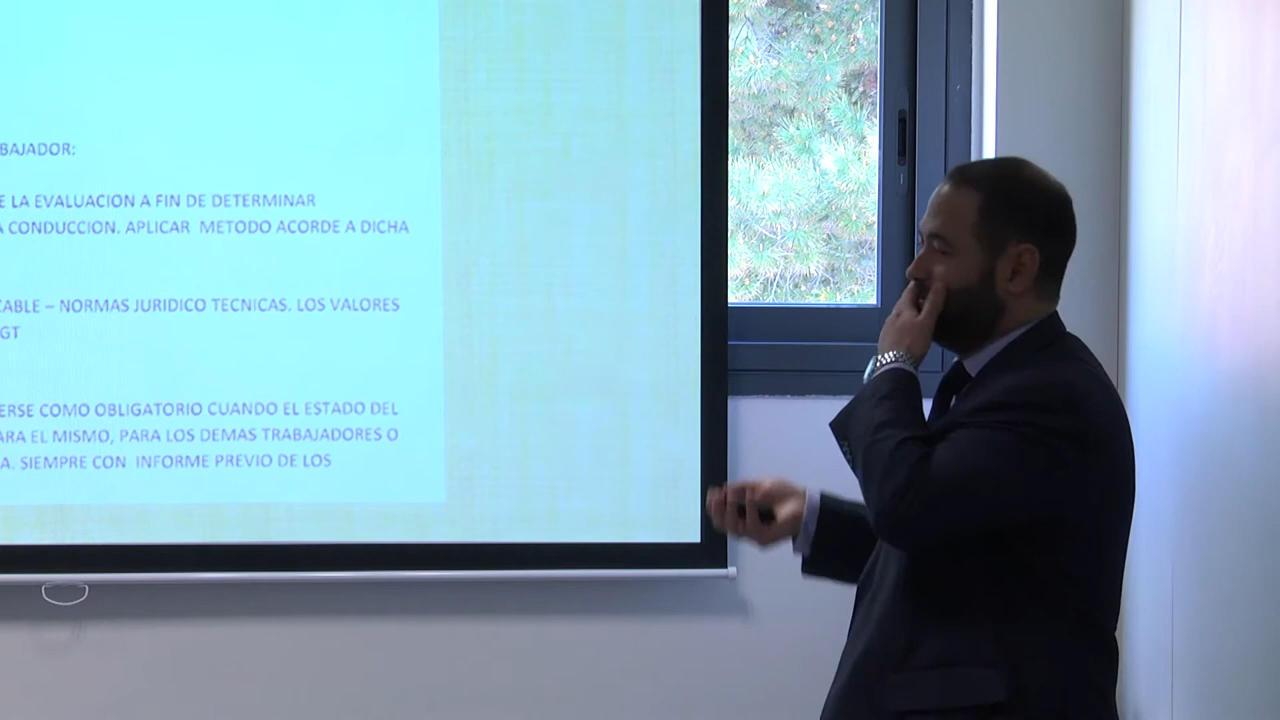 BAJADOR:
E LA EVALUACION A FIN DE DETERMINAR
A CONDUCCION. APLICAR METODO ACORDE A DICHA
CABLE – NORMAS JURIDICO TECNICAS. LOS VALORES
GT
ERSE COMO OBLIGATORIO CUANDO EL ESTADO DEL
ARA EL MISMO, PARA LOS DEMAS TRABAJADORES O
A. SIEMPRE CON INFORME PREVIO DE LOS